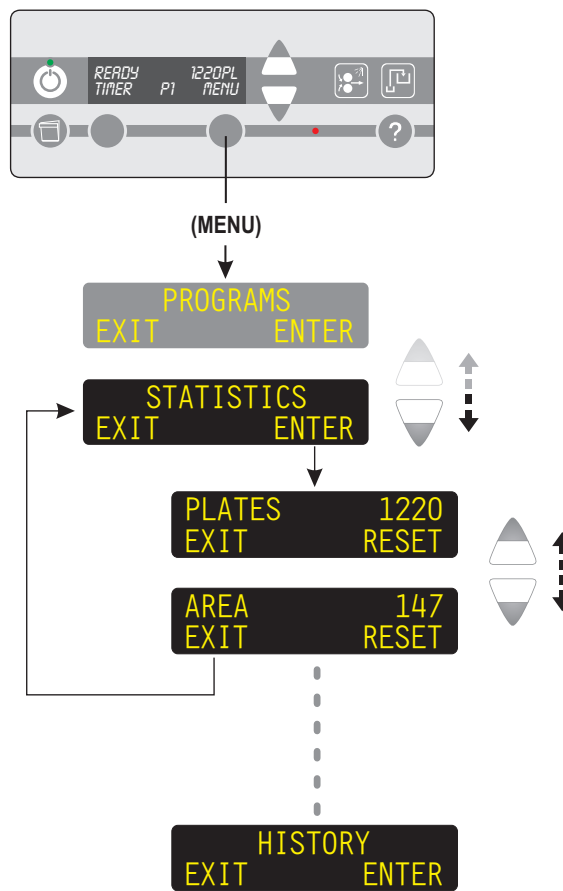 READY 1220PL
TIMER P1 MENU
?
(MENU)
PROGRAMS
EXIT ENTER
STATISTICS
EXIT ENTER
PLATES 1220
EXIT RESET
AREA 147
EXIT RESET
HISTORY
EXIT ENTER